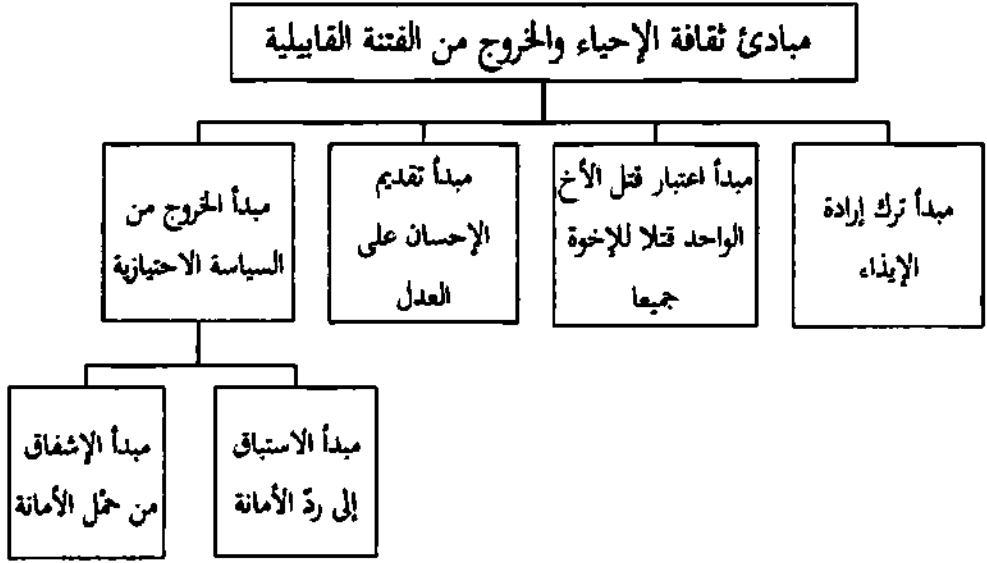 مبادئ ثقافة الإحياء والخروج من الفتنة القابيلية
مبدأ ترك إرادة
الإيذاء
مبدأ اعتبار قتل الأخ
الواحد قتلا للإخوة
جميعا
مبدأ تقديم
الإحسان على
العدل
مبدأ الخروج من
السياسة الاحتيازية
مبدأ الاستباق
إلى ردّ الأمانة
مبدأ الإشفاق
من حمْل الأمانة